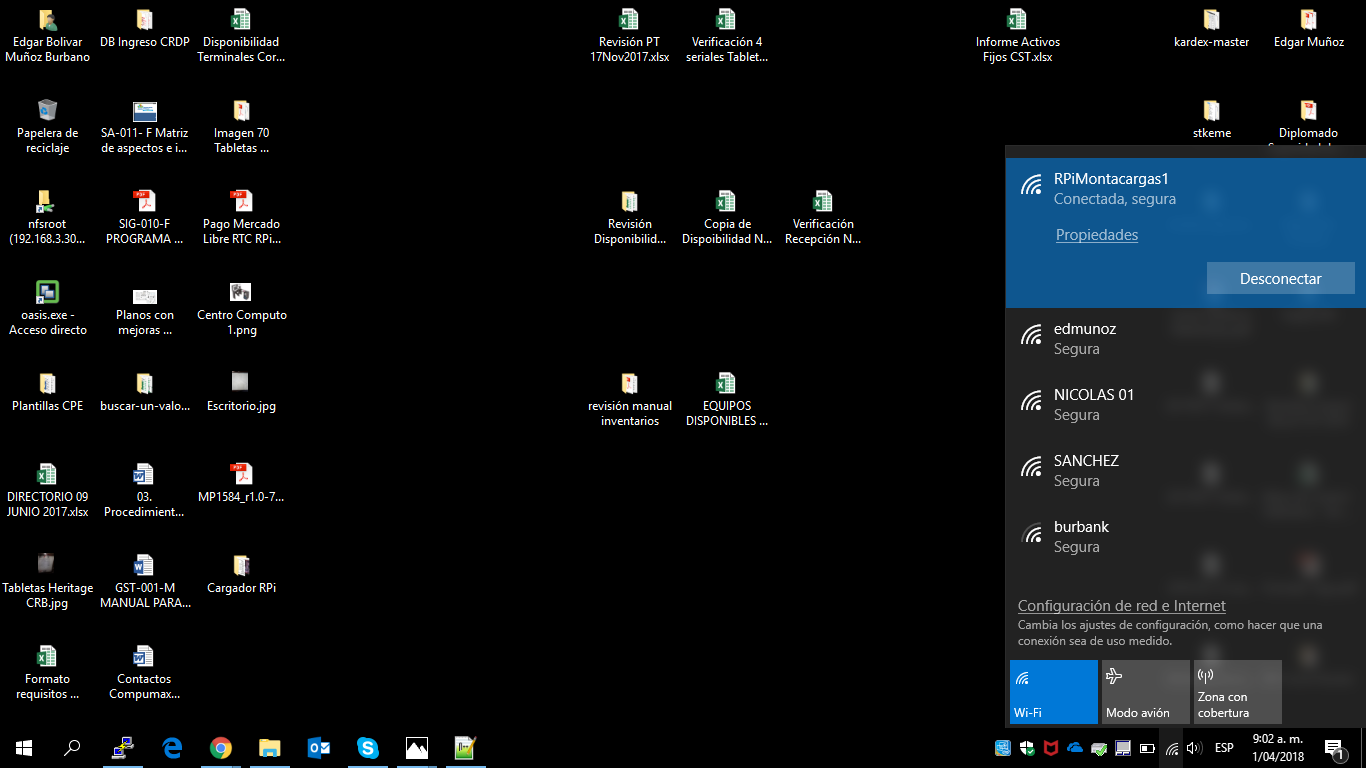 Edgar Bolivar
Muñoz Burbano
DB Ingreso CRDP
Disponibilidad
Terminales Cor...
Revisión PT
17Nov2017.xlsx
Verificación 4
seriales Tablet...
Informe Activos
Fijos CST.xlsx
kardex-master
Edgar Muñoz
Papelera de
reciclaje
SA-011- F Matriz
de aspectos e i...
Imagen 70
Tabletas ...
stkeme
Diplomado
nfsroot
(192.168.3.30...
SIG-010-F
PROGRAMA ...
Pago Mercado
Libre RTC RPi...
Revisión
Disponibilid...
Copia de
Dispoibilidad N...
Verificación
Recepción N...
oasis.exe -
Acceso directo
Planos con
mejoras ...
Centro Computo
1.png
Plantillas CPE
buscar-un-valo...
Escritorio.jpg
revisión manual
inventarios
EQUIPOS
DISPONIBLES ...
DIRECTORIO 09
JUNIO 2017.xlsx
03.
Procedimient...
MP1584_r1.0-7...
Tabletas Heritage
CRB.jpg
GST-001-M
MANUAL PARA...
Cargador RPi
Formato
requisitos ...
Contactos
Compumax...
RPiMontacargas1
Conectada, segura
Propiedades
Desconectar
edmunoz
Segura
NICOLAS 01
Segura
SANCHEZ
Segura
burbank
Segura
Configuración de red e Internet
Cambia los ajustes de configuración, como hacer que una
conexión sea de uso medido.
Wi-Fi
Modo avión
Zona con
cobertura
ESP
9:02 a. m.
1/04/2018
1